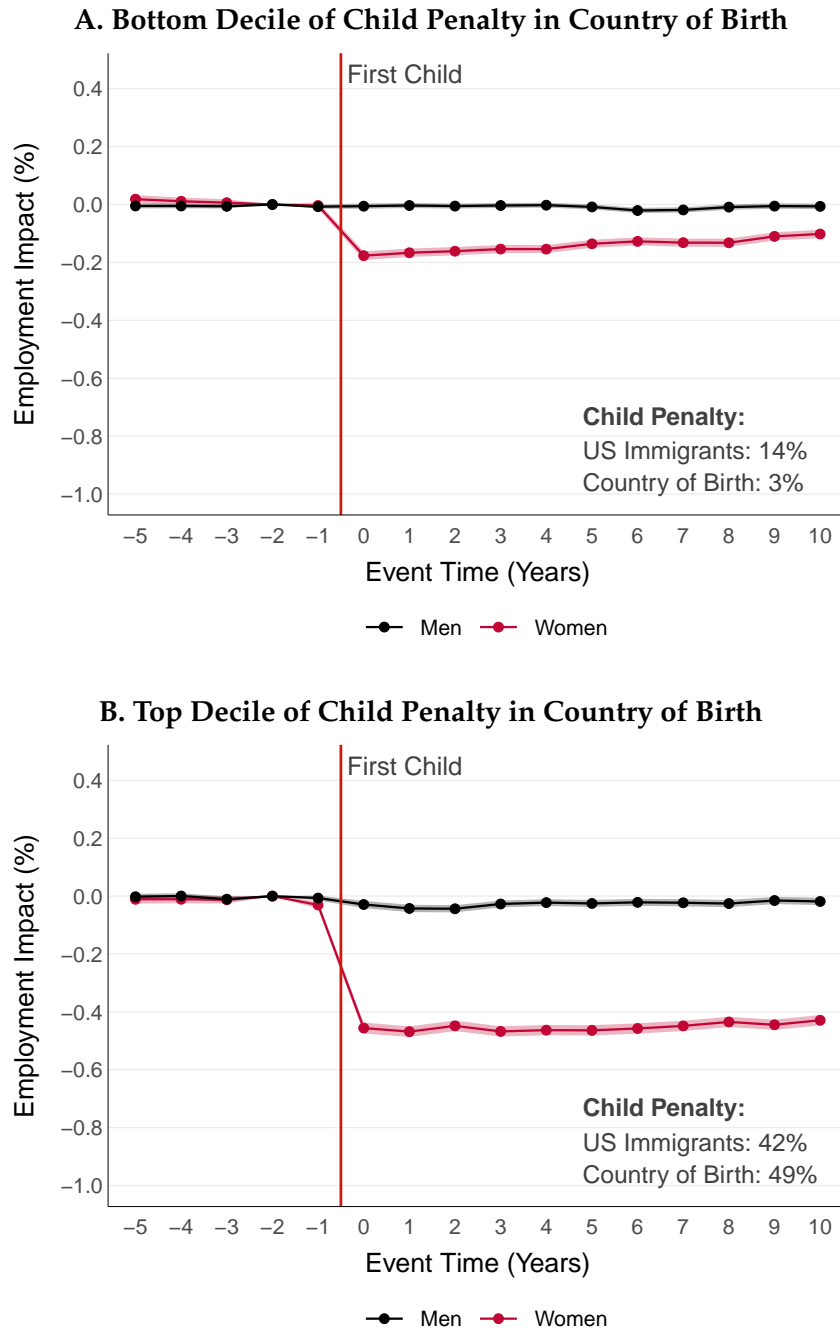 A. Bottom Decile of Child Penalty in Country of Birth
First Child
0.4
0.2
0.0
−0.2
−0.4
−0.6
−0.8
−1.0
Employment Impact (%)
Child Penalty:
US Immigrants: 14%
Country of Birth: 3%
−5 −4 −3 −2 −1 0 1 2 3 4 5 6 7 8 9 10
Event Time (Years)
Men Women
B. Top Decile of Child Penalty in Country of Birth
First Child
0.4
0.2
0.0
−0.2
−0.4
−0.6
−0.8
−1.0
Employment Impact (%)
Child Penalty:
US Immigrants: 42%
Country of Birth: 49%
−5 −4 −3 −2 −1 0 1 2 3 4 5 6 7 8 9 10
Event Time (Years)
Men Women